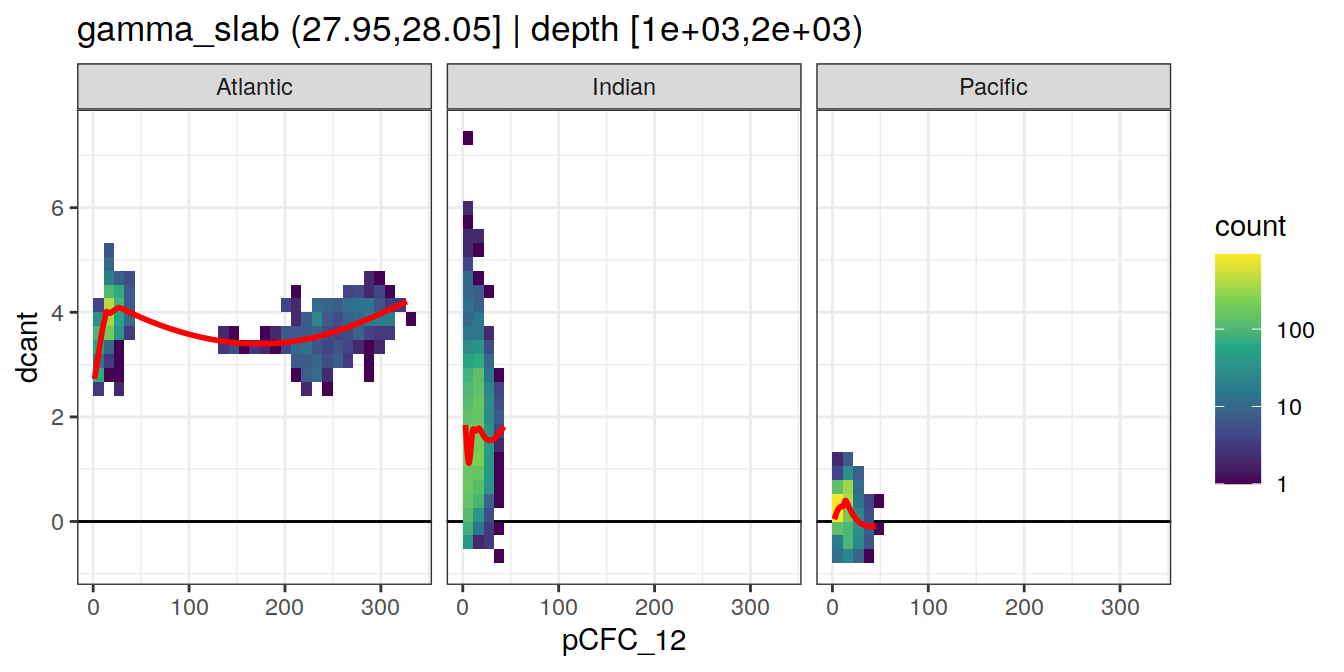 gamma_slab (27.95,28.05] | depth [1e+03,2e+03)
Atlantic Indian Pacific
6
4
2
0
dcant
0 100 200 300 0 100 200 300 0 100 200 300
pCFC_12
count
100
10
1